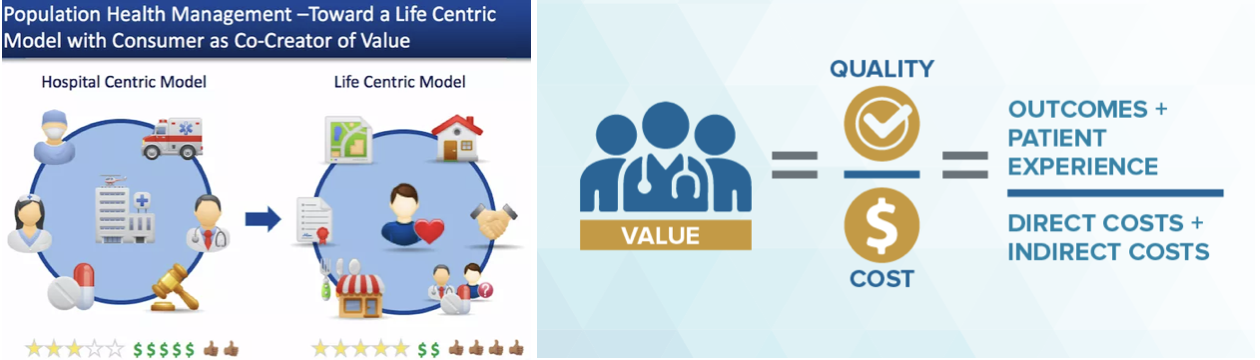 Population Health Management –Toward a Life Centric
Model with Consumer as Co-Creator of Value
Hospital Centric Model
Life Centric Model
$$$$$
$$
?
VALUE
=
QUALITY
$
COST
=
OUTCOMES +
PATIENT
EXPERIENCE
DIRECT COSTS +
INDIRECT COSTS